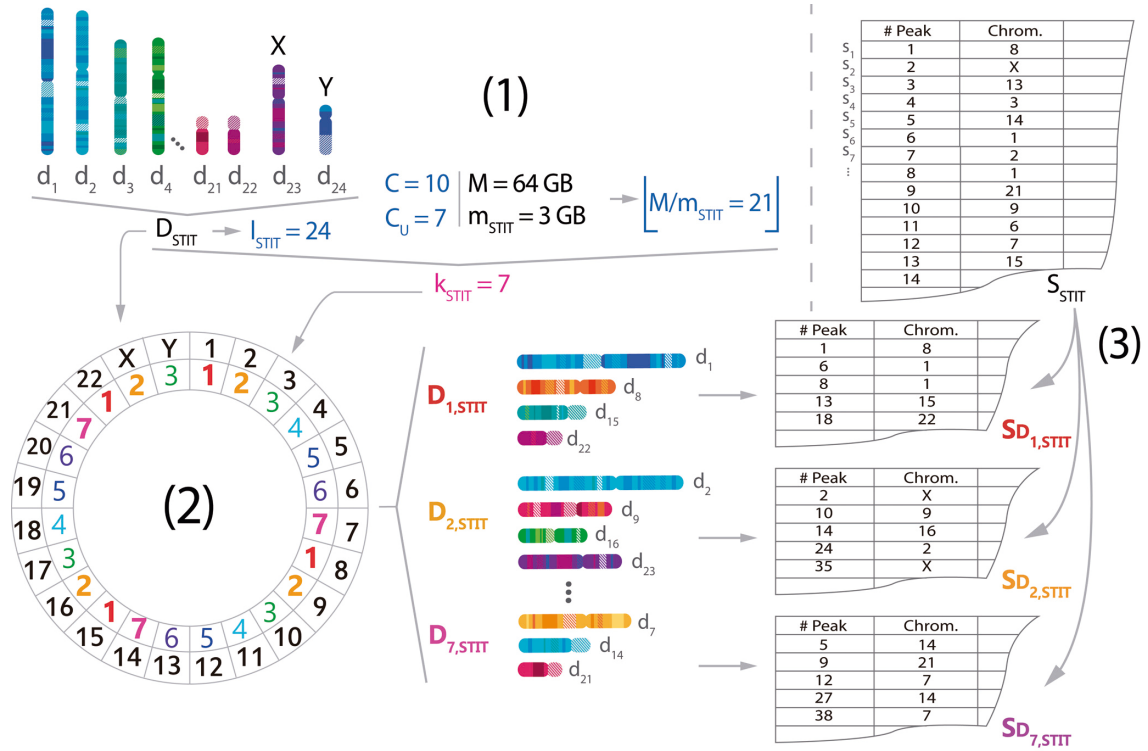 X
Y
(1)
d1 d2 d3 d4 d21 d22 d23 d24
C = 10 M = 64 GB
CU = 7 mSTIT = 3 GB
M/mSTIT = 21
DSTIT lSTIT = 24
kSTIT = 7
# Peak Chrom.
S1 1 8
S2 2 X
S3 3 13
S4 4 3
S5 5 14
S6 6 1
S7 7 2
... 8 1
9 21
10 9
11 6
12 7
13 15
14
SSTIT
(2)
1 2 3 4 5 6 7 8 9 10 11 12 13 14 15 16 17 18 19 20 21 22 X Y
1 2 3 4 5 6 7 1 2 3 4 5 6 7 1 2 3 4 5 6 7 1 2 3
D1,STIT
d1
d8
d15
d22
D2,STIT
d2
d9
d16
d23
D7,STIT
d7
d14
d21
(3)
# Peak Chrom.
1 8
6 1
8 1
13 15
18 22
SD1,STIT
# Peak Chrom.
2 X
10 9
14 16
24 2
35 X
SD2,STIT
# Peak Chrom.
5 14
9 21
12 7
27 14
38 7
SD7,STIT